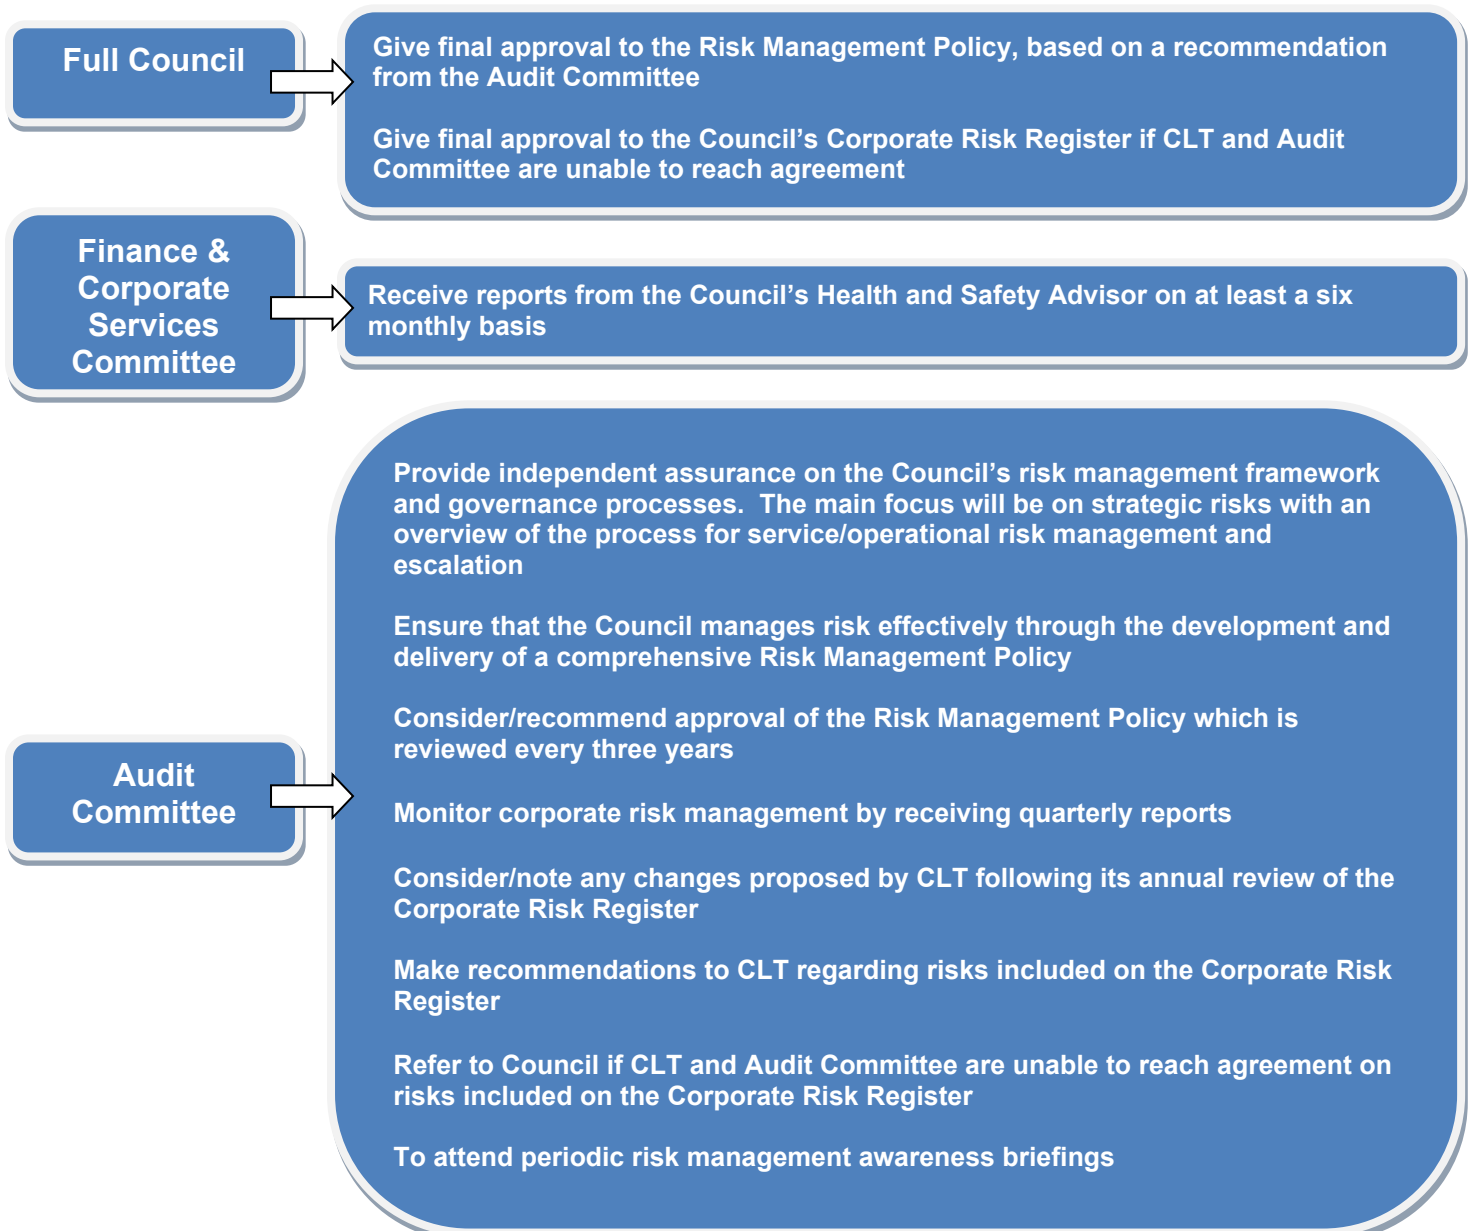 Full Council
Give final approval to the Risk Management Policy, based on a recommendation
from the Audit Committee
Give final approval to the Council’s Corporate Risk Register if CLT and Audit
Committee are unable to reach agreement
Finance &
Corporate
Services
Committee
Receive reports from the Council’s Health and Safety Advisor on at least a six
monthly basis
Audit
Committee
Provide independent assurance on the Council’s risk management framework
and governance processes.  The main focus will be on strategic risks with an
overview of the process for service/operational risk management and
escalation
Ensure that the Council manages risk effectively through the development and
delivery of a comprehensive Risk Management Policy
Consider/recommend approval of the Risk Management Policy which is
reviewed every three years
Monitor corporate risk management by receiving quarterly reports
Consider/note any changes proposed by CLT following its annual review of the
Corporate Risk Register
Make recommendations to CLT regarding risks included on the Corporate Risk
Register
Refer to Council if CLT and Audit Committee are unable to reach agreement on
risks included on the Corporate Risk Register
To attend periodic risk management awareness briefings